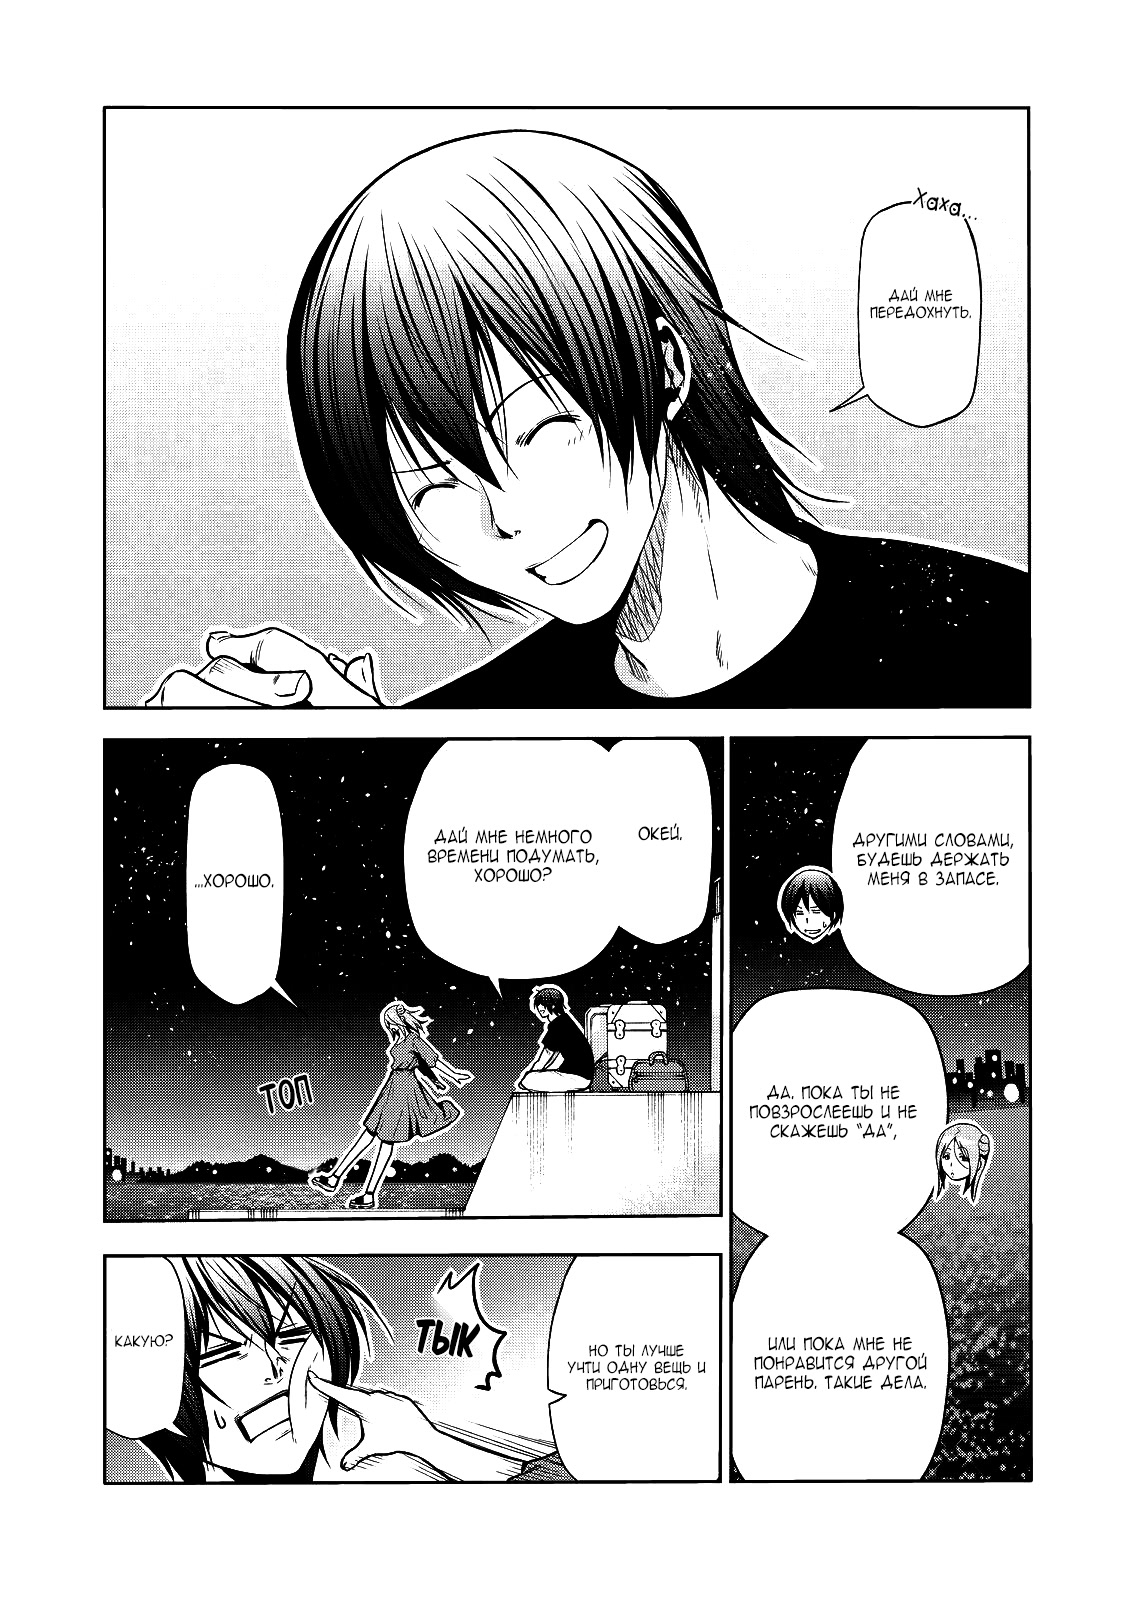 Хаха...
ДАЙ МНЕ
ПЕРЕДОХНУТЬ.
ДРУГИМИ СЛОВАМИ,
БУДЕШЬ ДЕРЖАТЬ
МЕНЯ В ЗАПАСЕ.
ДА. ПОКА ТЫ НЕ
ПОВЗРОСЛЕЕШЬ И НЕ
СКАЖЕШЬ "ДА",
ИЛИ ПОКА МНЕ НЕ
ПОНРАВИТСЯ ДРУГОЙ
ПАРЕНЬ. ТАКИЕ ДЕЛА.
ОКЕЙ.
ДАЙ МНЕ НЕМНОГО
ВРЕМЕНИ ПОДУМАТЬ,
ХОРОШО?
...ХОРОШО.
ТОП
НО ТЫ ЛУЧШЕ
УЧТИ ОДНУ ВЕЩЬ И
ПРИГОТОВЬСЯ.
ТЫК
КАКУЮ?